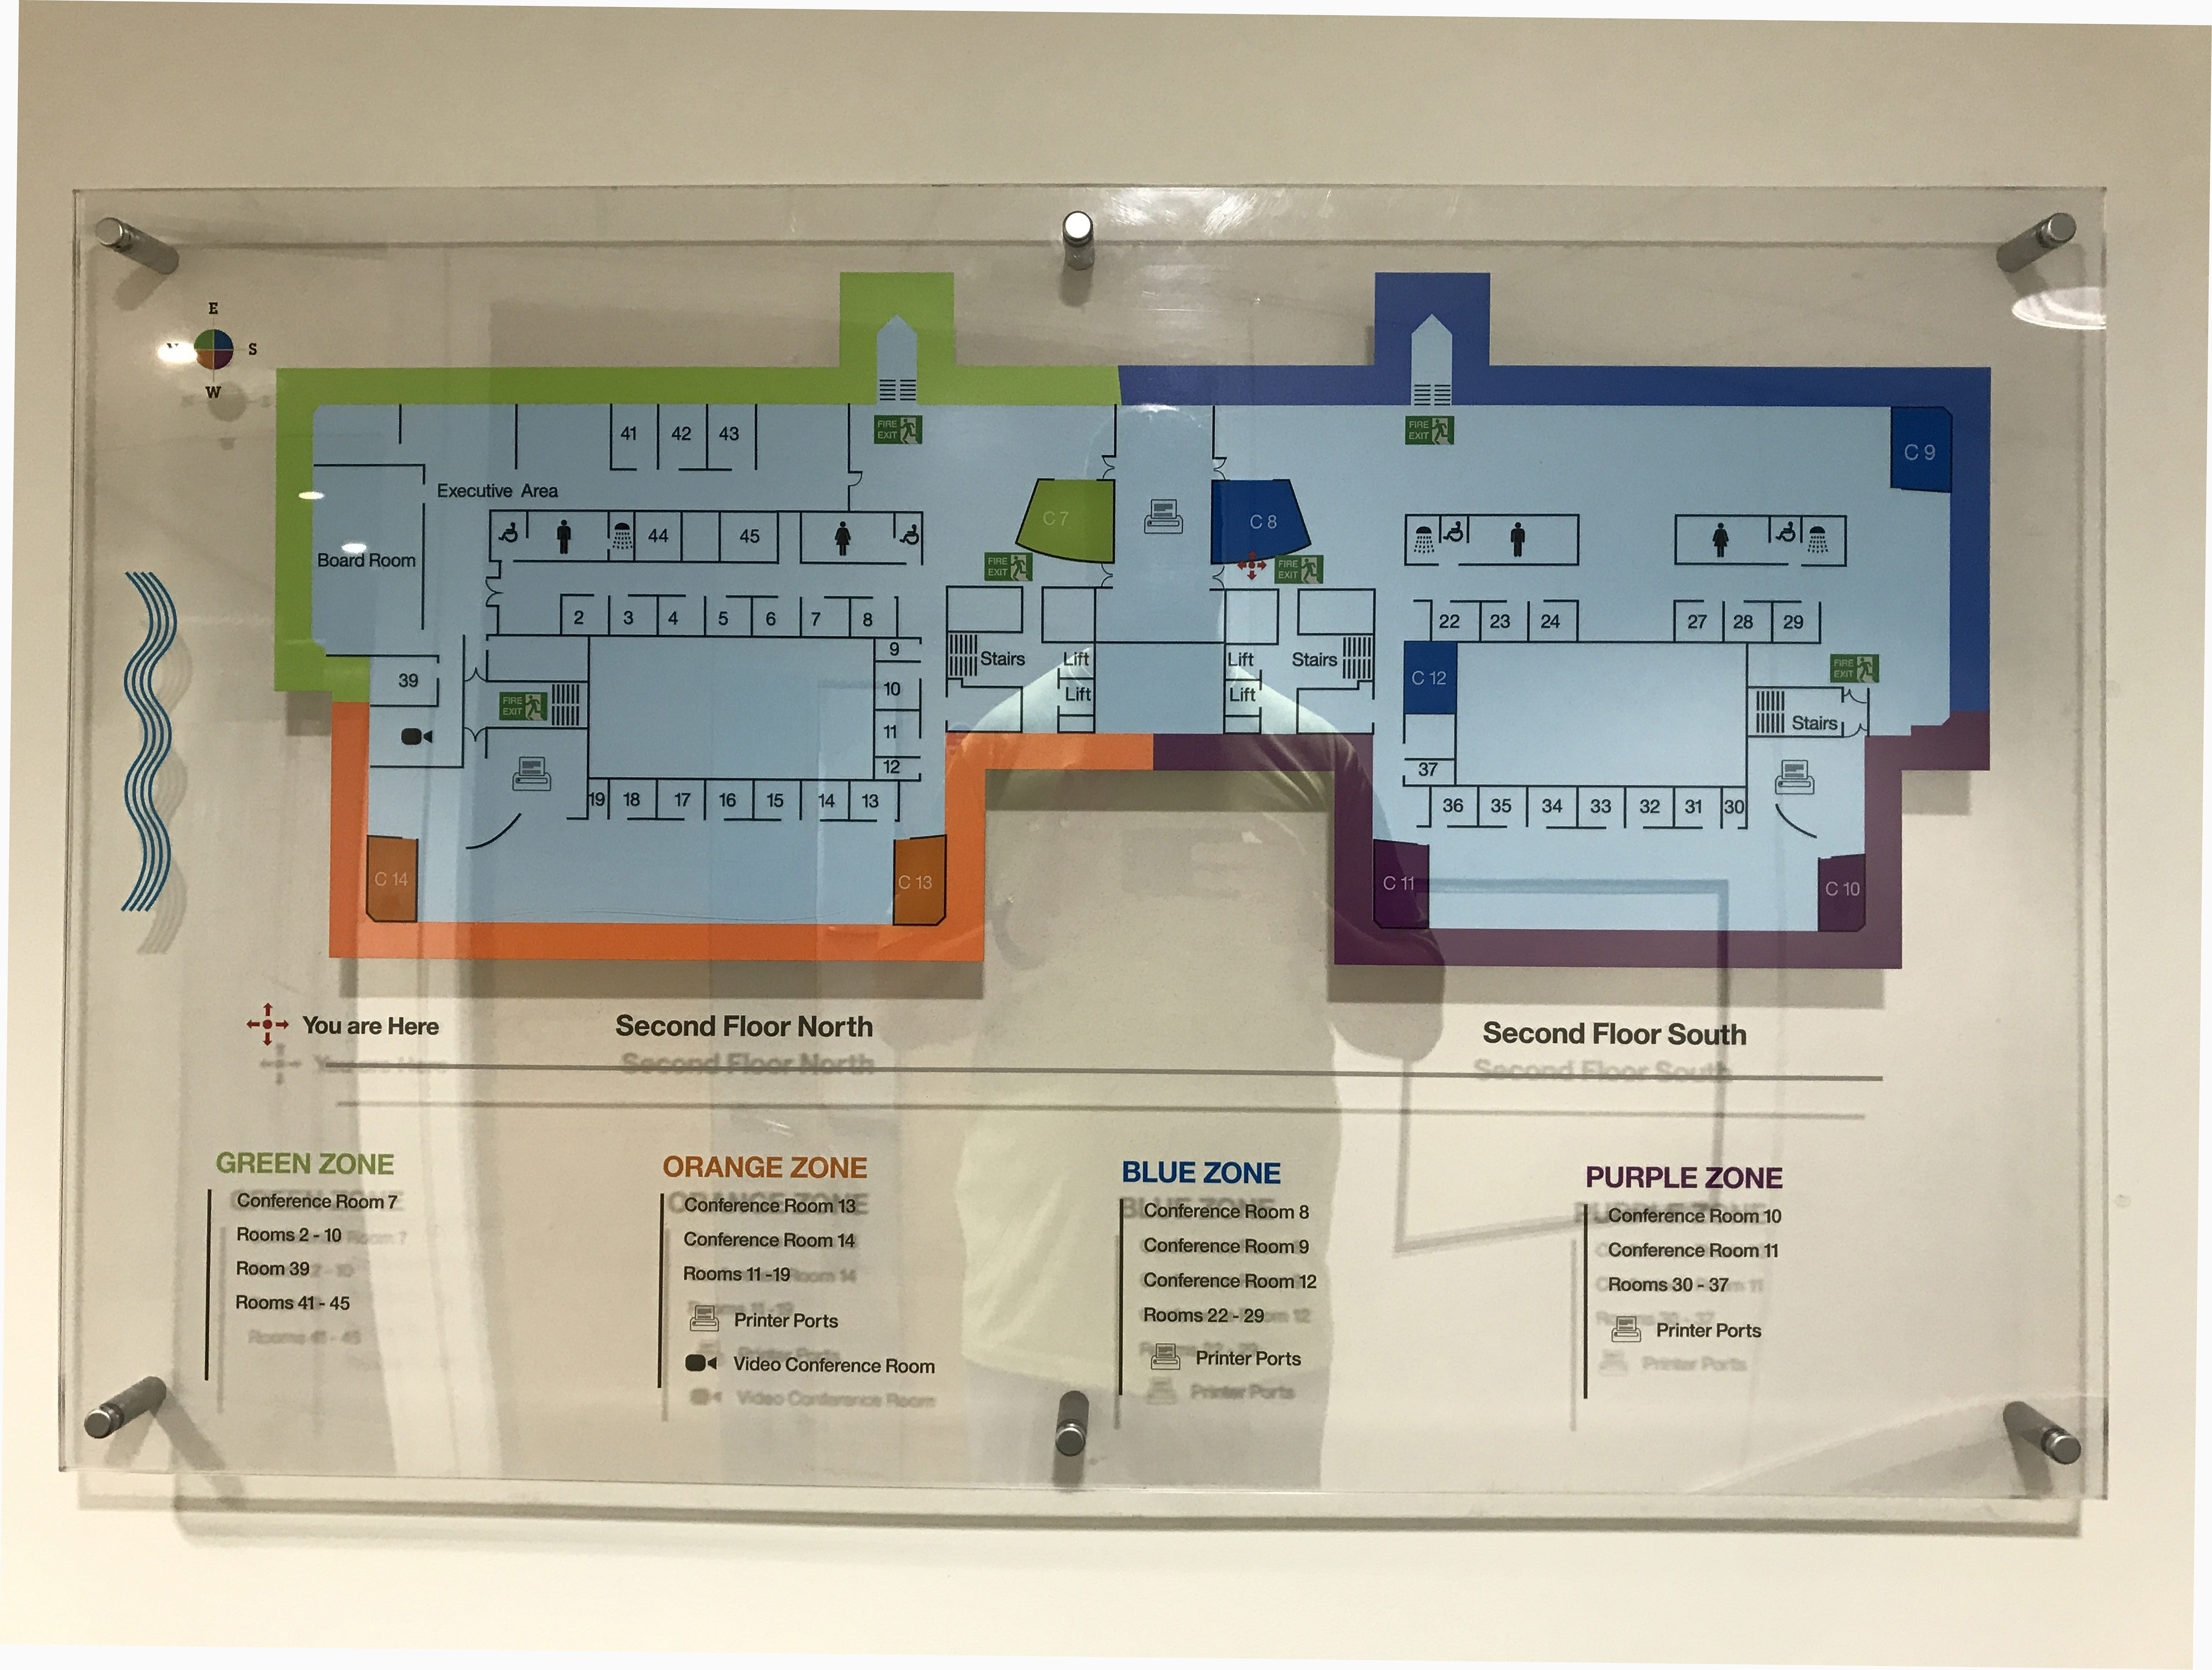 E
S
W
FIRE
EXIT
FIRE
EXIT
41
42
43
C 9
Executive Area
C 7
C 8
44
45
Board Room
FIRE
EXIT
FIRE
EXIT
2
3
4
5
6
7
8
22
23
24
27
28
29
9
Stairs
Lift
Lift
Stairs
39
C 12
FIRE
EXIT
10
Lift
Lift
FIRE
EXIT
Stairs
11
12
37
19
18
17
16
15
14
13
36
35
34
33
32
31
30
C 14
C 13
C 11
C 10
You are Here
Second Floor North
Second Floor South
GREEN ZONE
Conference Room 7
Rooms 2 - 10
Room 39
Rooms 41 - 45
ORANGE ZONE
Conference Room 13
Conference Room 14
Rooms 11 -19
Printer Ports
Video Conference Room
BLUE ZONE
Conference Room 8
Conference Room 9
Conference Room 12
Rooms 22 - 29
Printer Ports
PURPLE ZONE
Conference Room 10
Conference Room 11
Rooms 30 - 37
Printer Ports